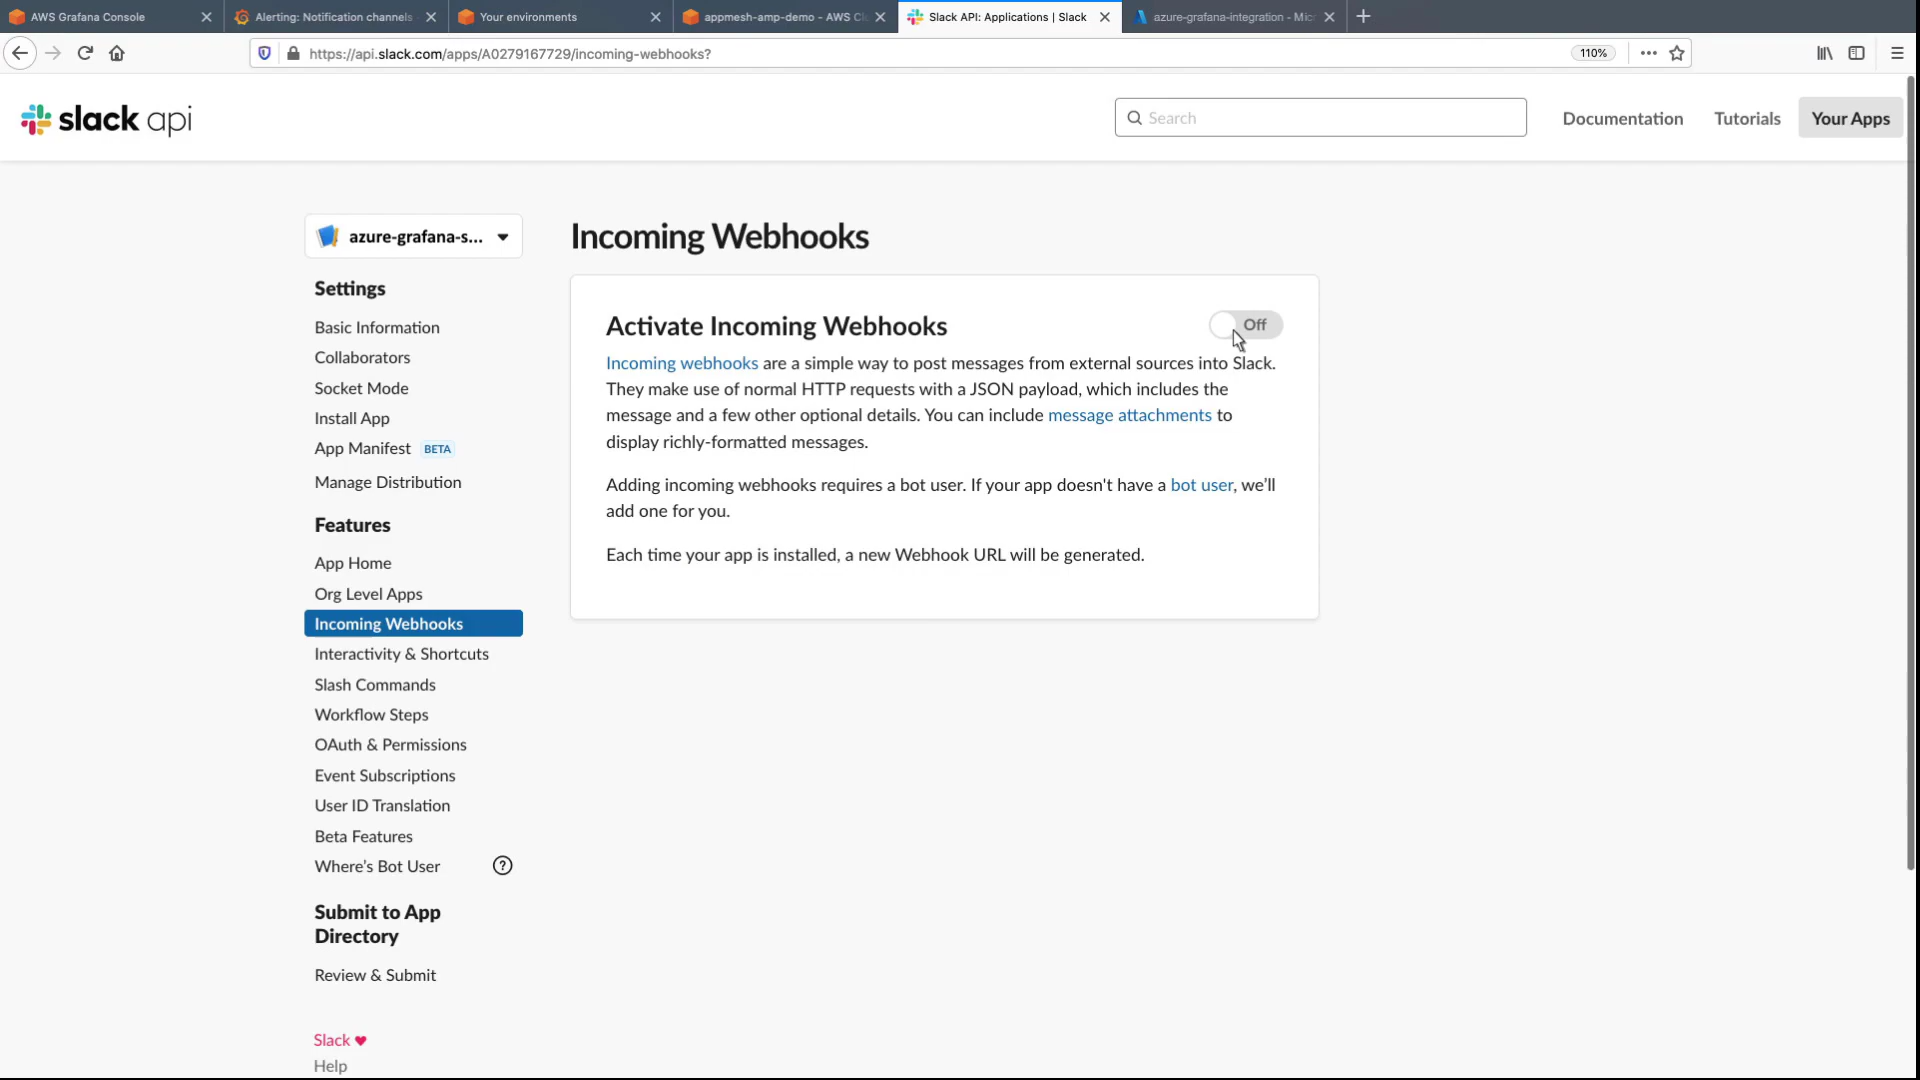 AWS Grafana Console
Alerting: Notification channels
Your environments
appmesh-amp-demo - AWS Cl
Slack API: Applications | Slack
azure-grafana-integration - Micr
https://api.slack.com/apps/A0279167729/incoming-webhooks?
110%
slack api
Search
Documentation
Tutorials
Your Apps
azure-grafana-s...
Settings
Basic Information
Collaborators
Socket Mode
Install App
App Manifest BETA
Manage Distribution
Features
App Home
Org Level Apps
Incoming Webhooks
Interactivity & Shortcuts
Slash Commands
Workflow Steps
OAuth & Permissions
Event Subscriptions
User ID Translation
Beta Features
Where's Bot User ?
Submit to App
Directory
Review & Submit
Slack ♥
Help
Incoming Webhooks
Activate Incoming Webhooks
Off
Incoming webhooks are a simple way to post messages from external sources into Slack.
They make use of normal HTTP requests with a JSON payload, which includes the
message and a few other optional details. You can include message attachments to
display richly-formatted messages.
Adding incoming webhooks requires a bot user. If your app doesn't have a bot user, we'll
add one for you.
Each time your app is installed, a new Webhook URL will be generated.